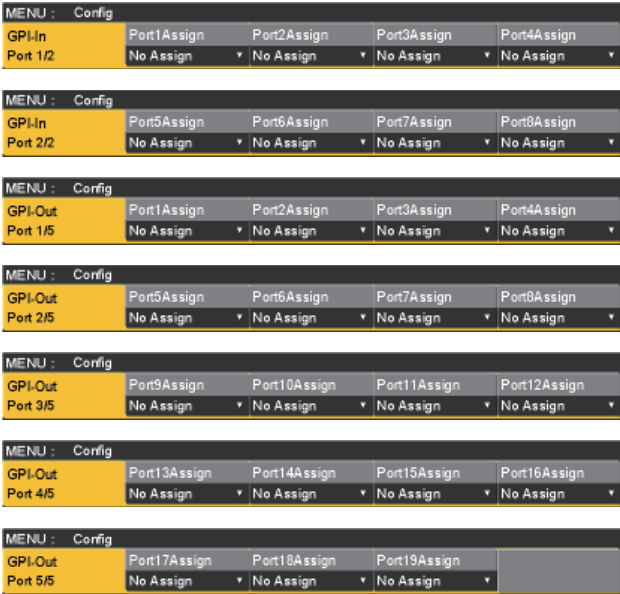 MENU : Config
GPI-In Port1Assign Port2Assign Port3Assign Port4Assign
Port 1/2 No Assign No Assign No Assign No Assign
MENU : Config
GPI-In Port5Assign Port6Assign Port7Assign Port8Assign
Port 2/2 No Assign No Assign No Assign No Assign
MENU : Config
GPI-Out Port1Assign Port2Assign Port3Assign Port4Assign
Port 1/5 No Assign No Assign No Assign No Assign
MENU : Config
GPI-Out Port5Assign Port6Assign Port7Assign Port8Assign
Port 2/5 No Assign No Assign No Assign No Assign
MENU : Config
GPI-Out Port9Assign Port10Assign Port11Assign Port12Assign
Port 3/5 No Assign No Assign No Assign No Assign
MENU : Config
GPI-Out Port13Assign Port14Assign Port15Assign Port16Assign
Port 4/5 No Assign No Assign No Assign No Assign
MENU : Config
GPI-Out Port17Assign Port18Assign Port19Assign
Port 5/5 No Assign No Assign No Assign